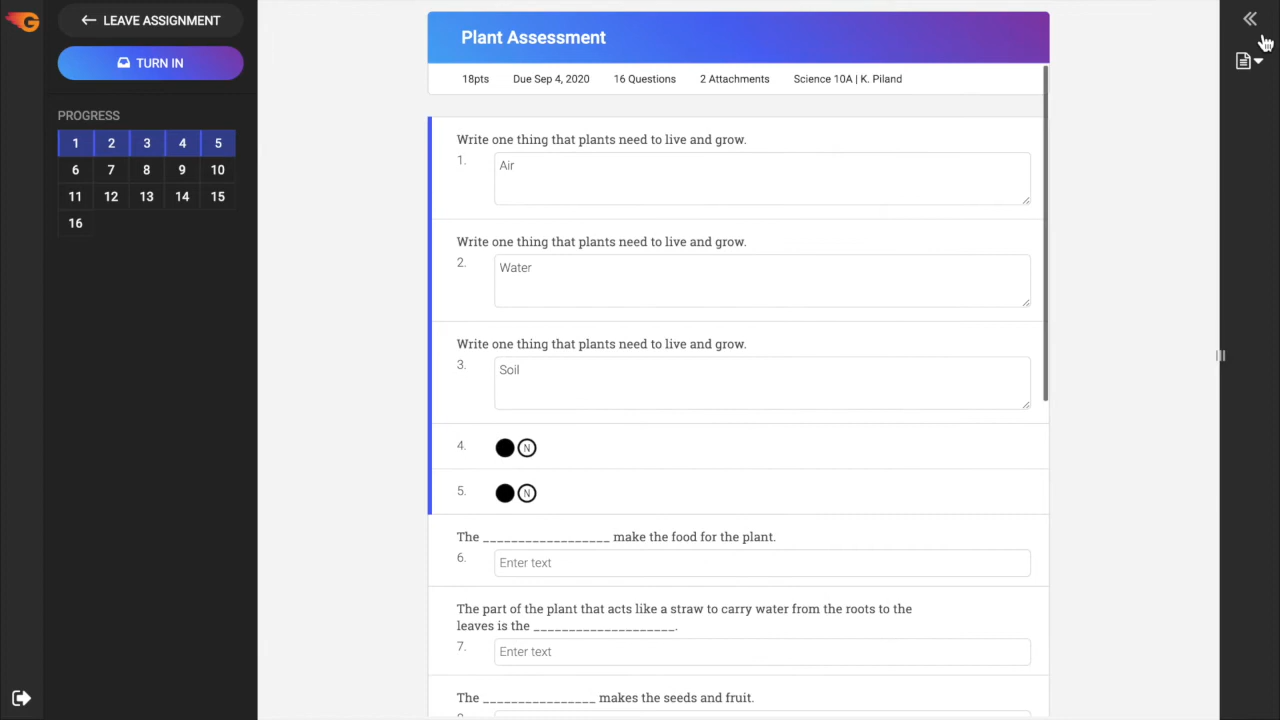 LEAVE ASSIGNMENT
TURN IN
PROGRESS
1 2 3 4 5
6 7 8 9 10
11 12 13 14 15
16
Plant Assessment
18pts Due Sep 4, 2020 16 Questions 2 Attachments Science 10A | K. Piland
Write one thing that plants need to live and grow.
1. Air
Write one thing that plants need to live and grow.
2. Water
Write one thing that plants need to live and grow.
3. Soil
4. N
5. N
The __________________ make the food for the plant.
6. Enter text
The part of the plant that acts like a straw to carry water from the roots to the
leaves is the ____________________.
7. Enter text
The ________________ makes the seeds and fruit.